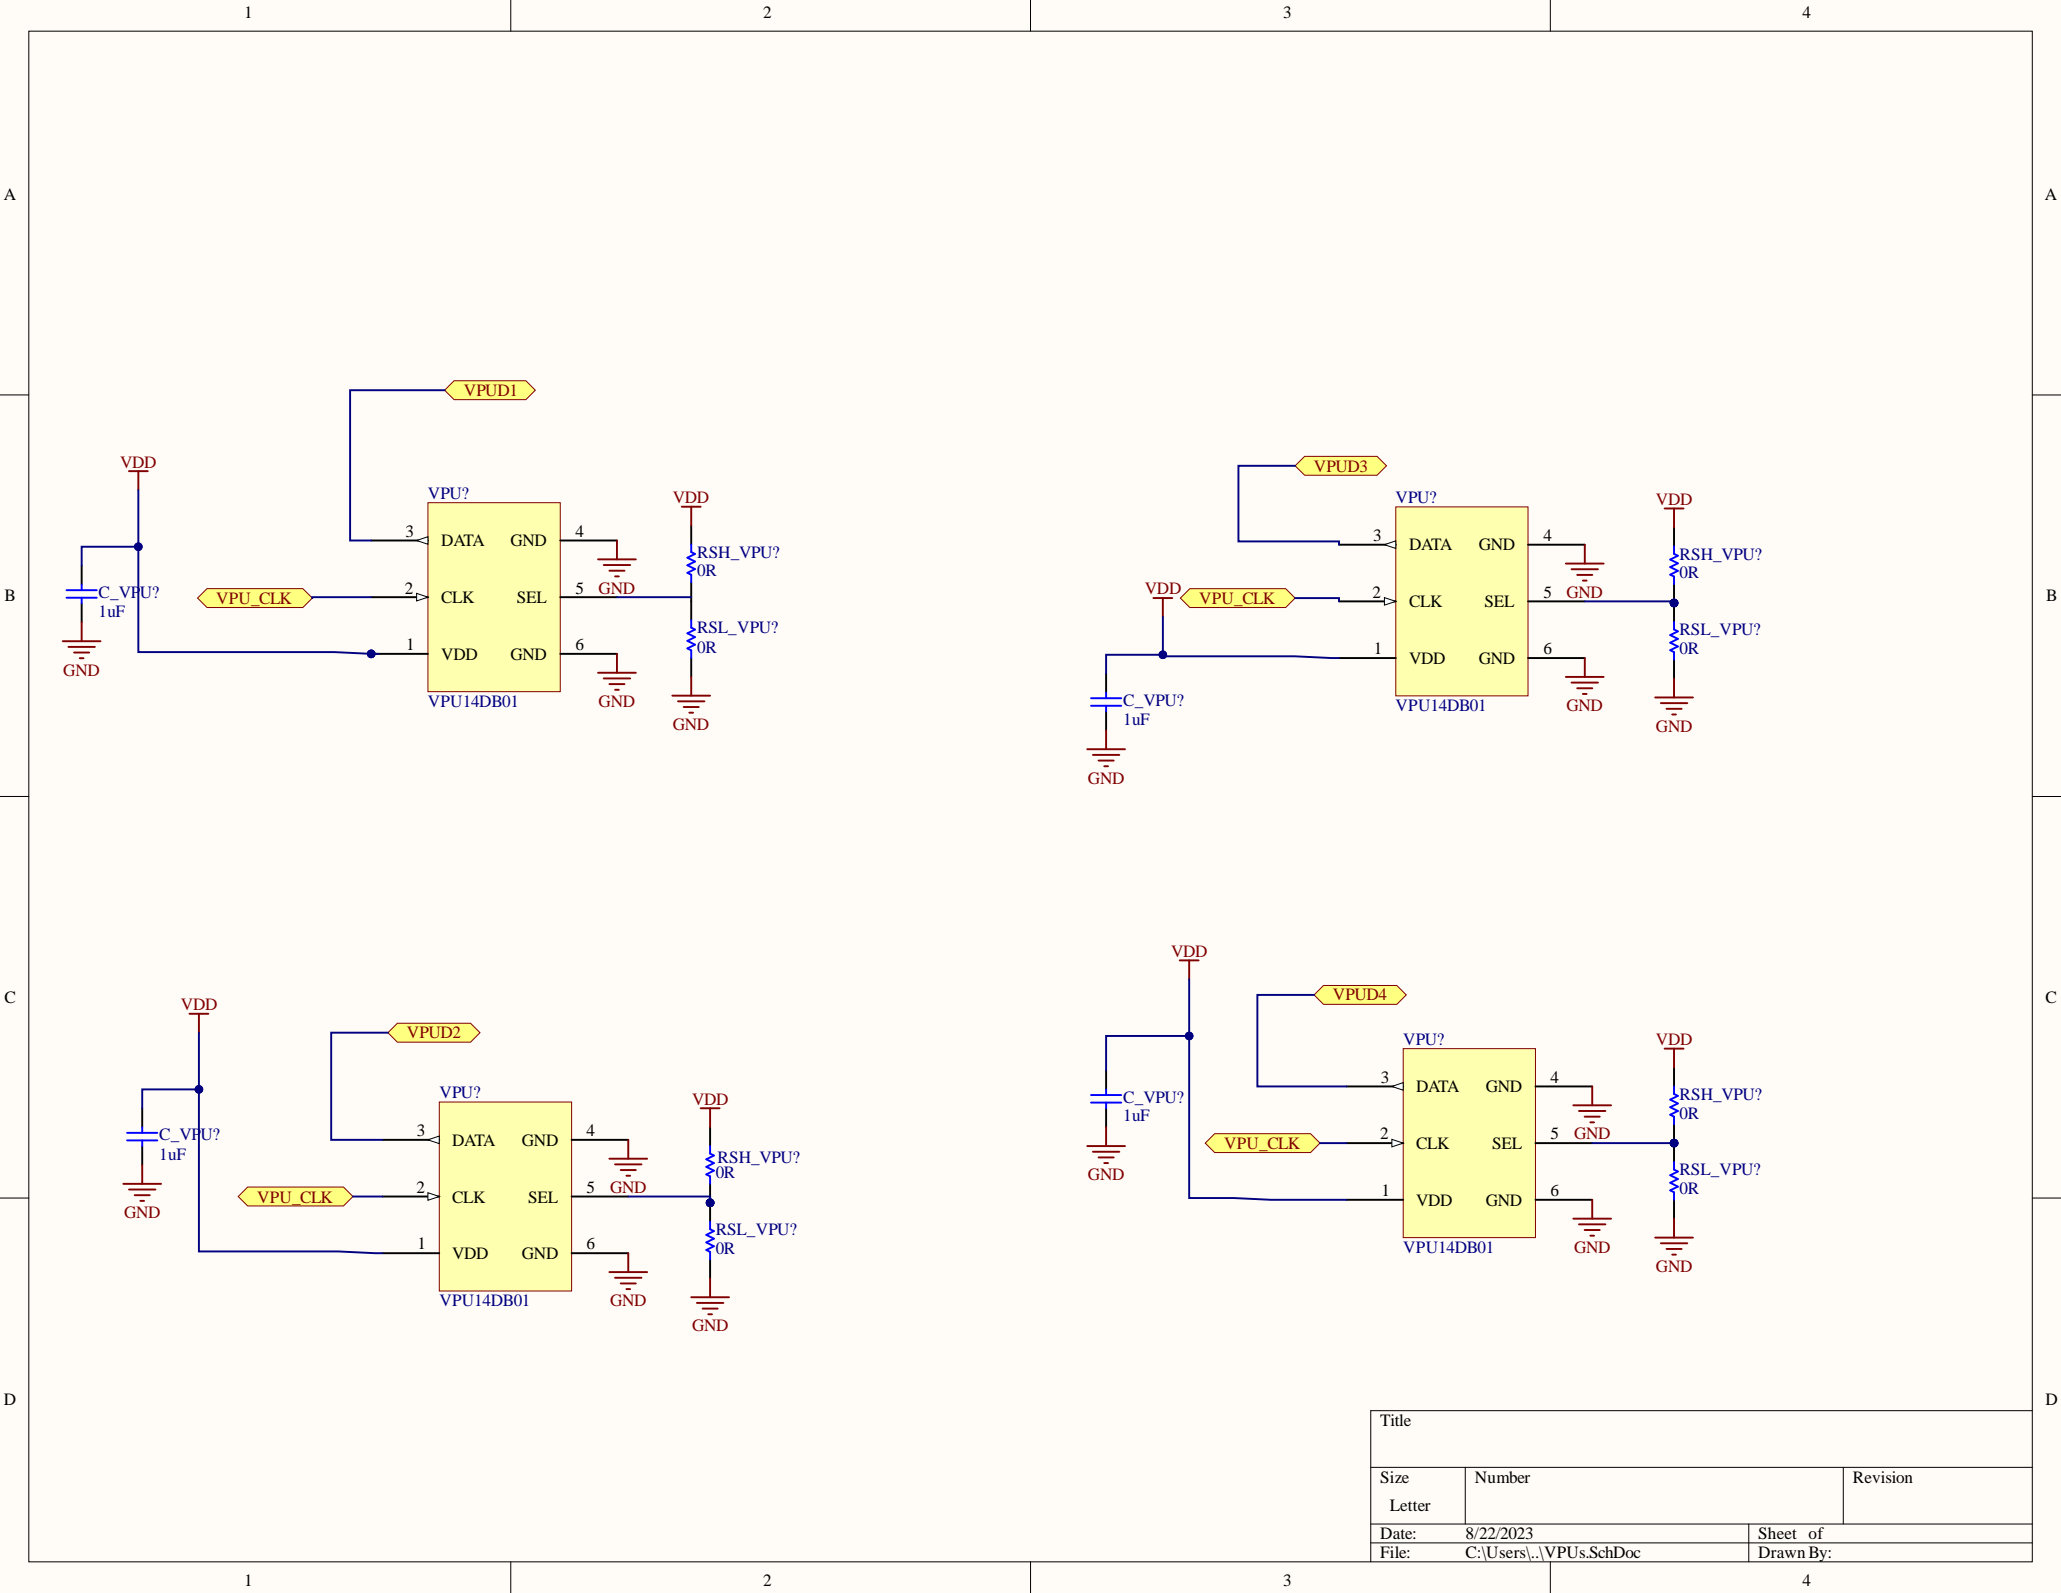 1 2 3 4
A A
B B
C C
D D
VPUD1
VDD
VPU?
VDD
3 DATA GND 4
RSH_VPU?
0R
GND
C_VPU?
1uF
VPU_CLK
2 CLK SEL 5
RSL_VPU?
0R
1 VDD GND 6
GND
GND
VPU14DB01
GND
VPUD3
VPU?
VDD
3 DATA GND 4
RSH_VPU?
0R
GND
VDD
VPU_CLK
2 CLK SEL 5
RSL_VPU?
0R
1 VDD GND 6
C_VPU?
1uF
GND
VPU14DB01
GND
GND
VDD
VPUD2
VPU?
VDD
3 DATA GND 4
C_VPU?
1uF
RSH_VPU?
0R
GND
VPU_CLK
2 CLK SEL 5
GND
RSL_VPU?
0R
1 VDD GND 6
GND
VPU14DB01
GND
VDD
VPUD4
VPU?
VDD
3 DATA GND 4
C_VPU?
1uF
RSH_VPU?
0R
GND
VPU_CLK
2 CLK SEL 5
GND
RSL_VPU?
0R
1 VDD GND 6
GND
VPU14DB01
GND
Title
Size Number Revision
Letter
Date: 8/22/2023 Sheet of
File: C:\Users\..\VPUs.SchDoc Drawn By:
1 2 3 4